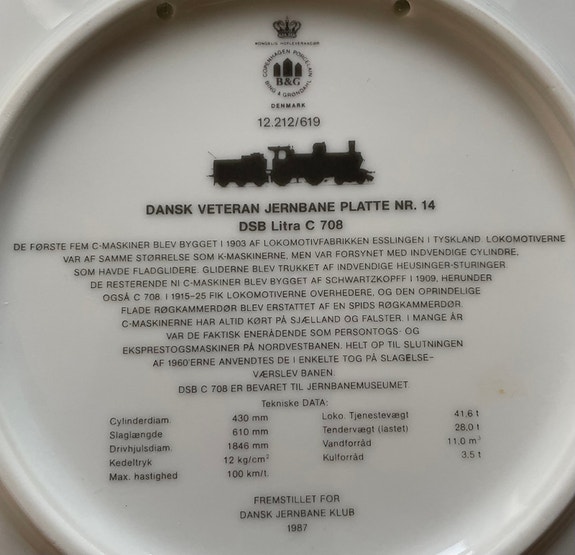 KONGELIG HOFLEVERANDØR
COPENHAGEN PORCELAIN
B&G
BING & GRØNDAHL
DENMARK
12.212/619
DANSK VETERAN JERNBANE PLATTE NR. 14
DSB Litra C 708
DE FØRSTE FEM C-MASKINER BLEV BYGGET I 1903 AF LOKOMOTIVFABRIKKEN ESSLINGEN I TYSKLAND. LOKOMOTIVERNE
VAR AF SAMME STØRRELSE SOM K-MASKINERNE, MEN VAR FORSYNET MED INDVENDIGE CYLINDRE,
SOM HAVDE FLADGLIDERE. GLIDERNE BLEV TRUKKET AF INDVENDIGE HEUSINGER-STURINGER
DE RESTERENDE NI C-MASKINER BLEV BYGGET AF SCHWARTZKOPFF I 1909, HERUNDER
OGSÅ C 708. I 1915-25 FIK LOKOMOTIVERNE OVERHEDERE, OG DEN OPRINDELIGE
FLADE RØGKAMMERDØR BLEV ERSTATTET AF EN SPIDS RØGKAMMERDØR
C-MASKINERNE HAR ALTID KØRT PÅ SJÆLLAND OG FALSTER. I MANGE ÅR
VAR DE FAKTISK ENERÅDENDE SOM PERSONTOGS- OG
EKSPRESTOGSMASKINER PÅ NORDVESTBANEN. HELT OP TIL SLUTNINGEN
AF 1960'ERNE ANVENDTES DE I ENKELTE TOG PÅ SLAGELSE-
VÆRSLEV BANEN.
DSB C 708 ER BEVARET TIL JERNBANEMUSEUMET.
Tekniske DATA:
Cylinderdiam. 430 mm
Slaglængde 610 mm
Drivhjulsdiam. 1846 mm
Kedeltryk 12 kg/cm²
Max. hastighed 100 km/t.
Loko. Tjenestevægt 41,6 t
Tendervægt (lastet) 28,0 t
Vandforråd 11,0 m³
Kulforråd 3,5 t
FREMSTILLET FOR
DANSK JERNBANE KLUB
1987